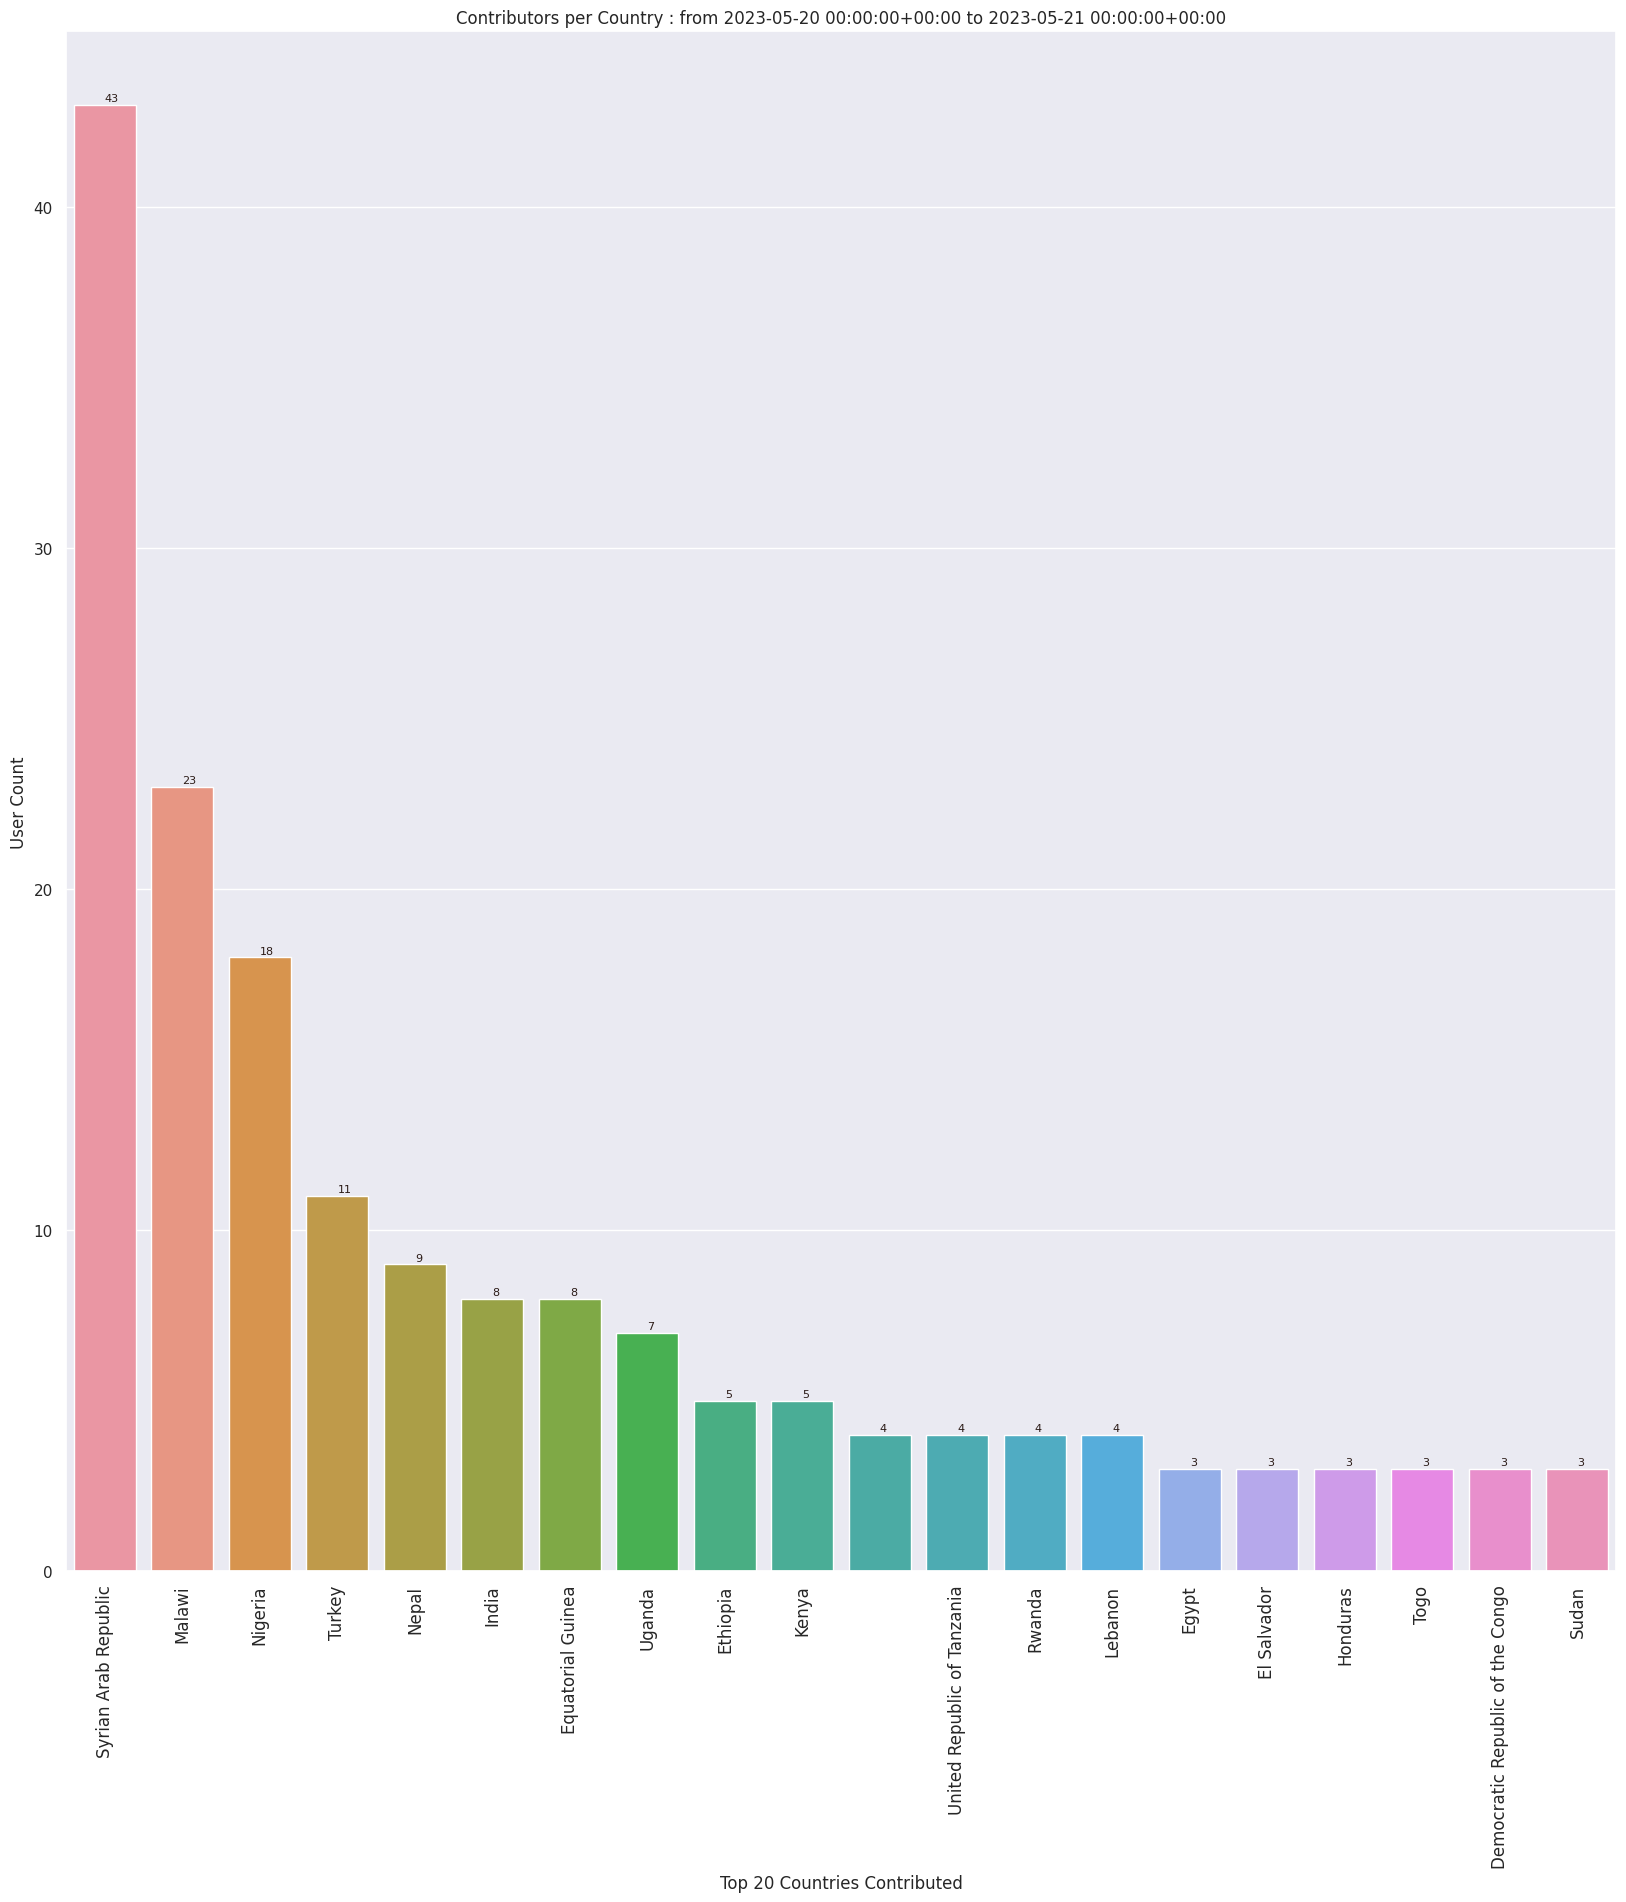 Contributors per Country : from 2023-05-20 00:00:00+00:00 to 2023-05-21 00:00:00+00:00
User Count
40
30
20
10
0
43
23
18
11
9
8
8
7
5
5
4
4
4
4
3
3
3
3
3
3
Syrian Arab Republic
Malawi
Nigeria
Turkey
Nepal
India
Equatorial Guinea
Uganda
Ethiopia
Kenya
United Republic of Tanzania
Rwanda
Lebanon
Egypt
El Salvador
Honduras
Togo
Democratic Republic of the Congo
Sudan
Top 20 Countries Contributed